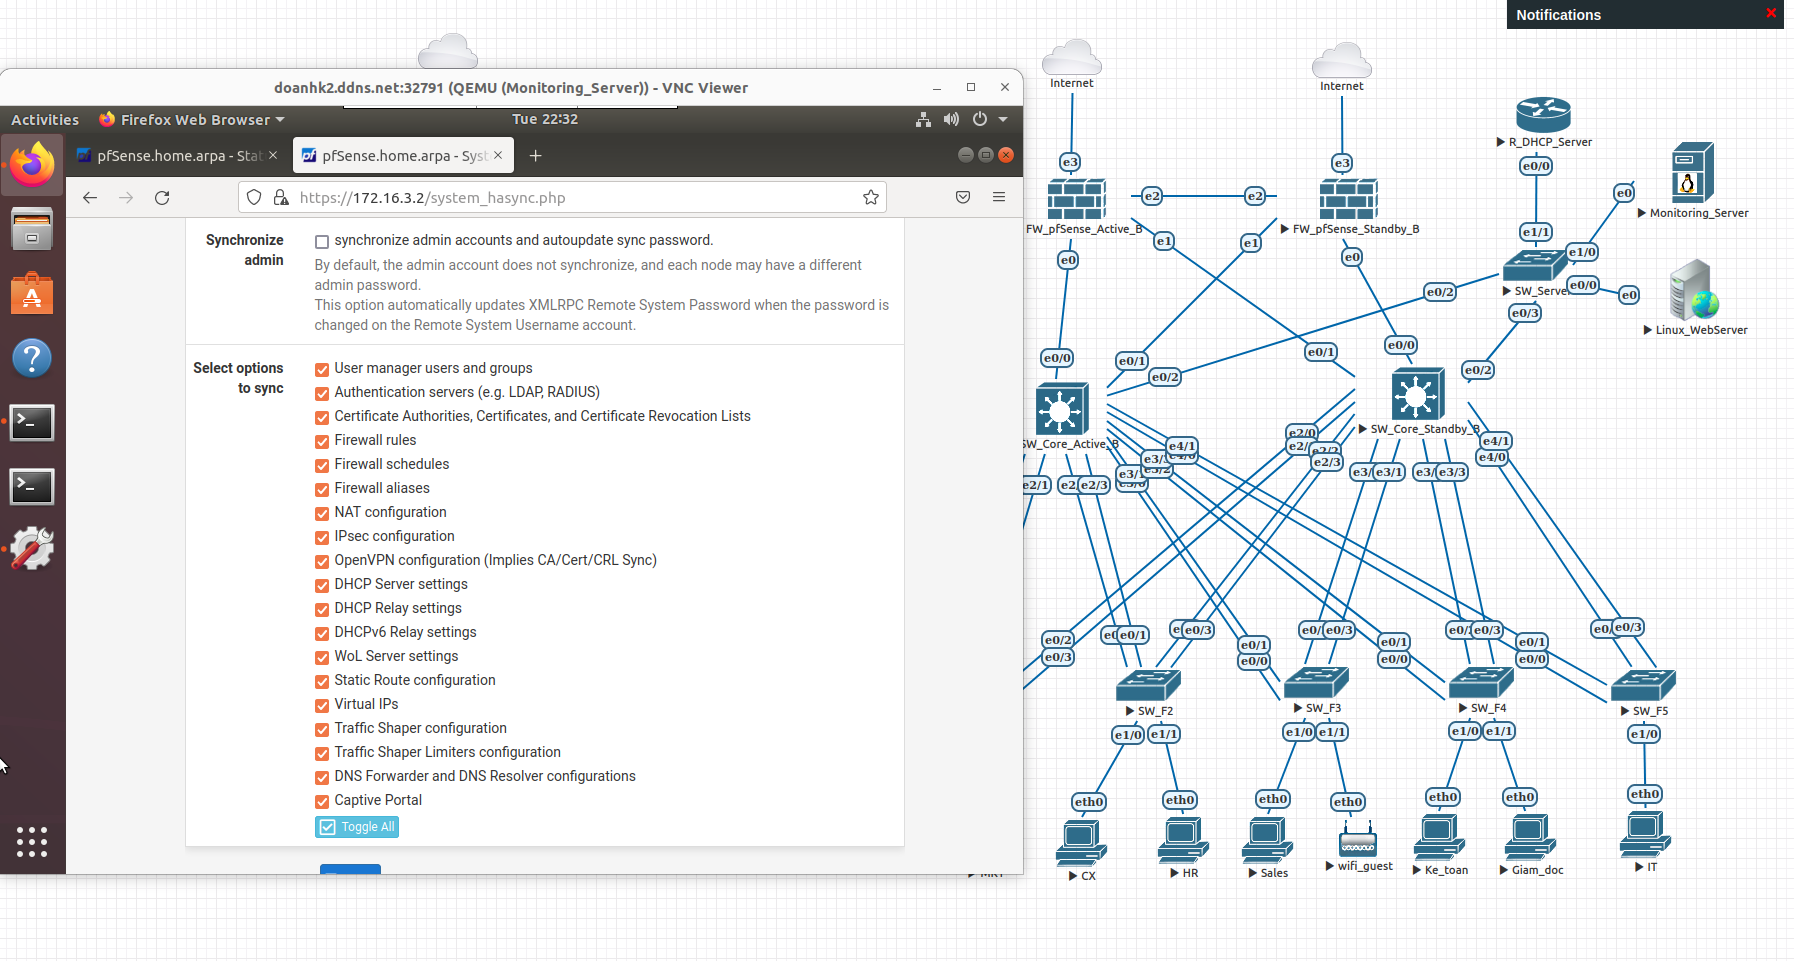 Notifications
doanhk2.ddns.net:32791 (QEMU (Monitoring_Server)) - VNC Viewer
Activities
Firefox Web Browser
Tue 22:32
pfSense.home.arpa - Stat
pfSense.home.arpa - Syst
https://172.16.3.2/system_hasync.php
Synchronize admin
synchronize admin accounts and autoupdate sync password.
By default, the admin account does not synchronize, and each node may have a different
admin password.
This option automatically updates XMLRPC Remote System Password when the password is
changed on the Remote System Username account.
Select options to sync
User manager users and groups
Authentication servers (e.g. LDAP, RADIUS)
Certificate Authorities, Certificates, and Certificate Revocation Lists
Firewall rules
Firewall schedules
Firewall aliases
NAT configuration
IPsec configuration
OpenVPN configuration (Implies CA/Cert/CRL Sync)
DHCP Server settings
DHCP Relay settings
DHCPv6 Relay settings
WoL Server settings
Static Route configuration
Virtual IPs
Traffic Shaper configuration
Traffic Shaper Limiters configuration
DNS Forwarder and DNS Resolver configurations
Captive Portal
Toggle All
Internet
Internet
R_DHCP_Server
e3
e3
e0/0
e2
e2
e0
Monitoring_Server
FW_pfSense_Active_B
FW_pfSense_Standby_B
e1/1
e1
e1
e0
e0
e1/0
SW_Serve
e0/0
e0
e0/2
e0/3
Linux_WebServer
e0/0
e0/1
e0/1
e0/0
e0/2
e0/2
SW_Core_Active_B
SW_Core_Standby_B
e2/0
e4/1
e4/1
e4/0
e2/3
e3/1
e3/3
e2/1
e2/3
e0/2
e0/3
e0/1
e0/3
e0/1
e0/0
e0/3
e0/1
e0/0
e0/3
e0/1
e0/0
e0/3
SW_F2
SW_F3
SW_F4
SW_F5
e1/0
e1/1
e1/0
e1/1
e1/0
e1/1
e1/0
eth0
eth0
eth0
eth0
eth0
eth0
eth0
CX
HR
Sales
wifi_guest
Ke_toan
Giam_doc
IT